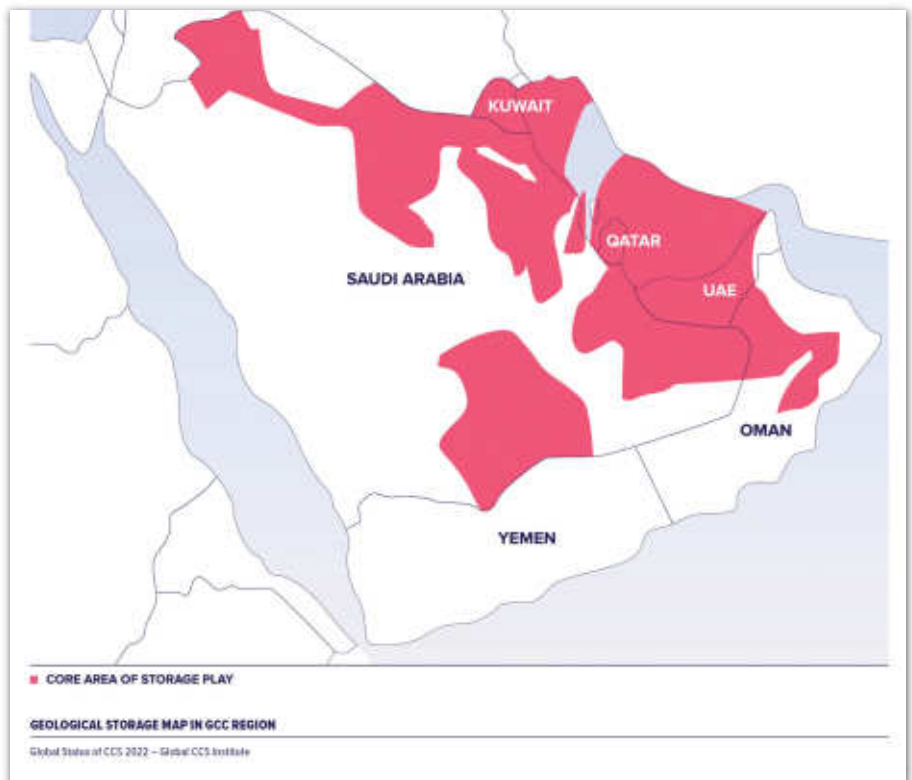 KUWAIT
QATAR
SAUDI ARABIA
UAE
OMAN
YEMEN
CORE AREA OF STORAGE PLAY
GEOLOGICAL STORAGE MAP IN GCC REGION
Global Status of CCS 2022 – Global CCS Institute